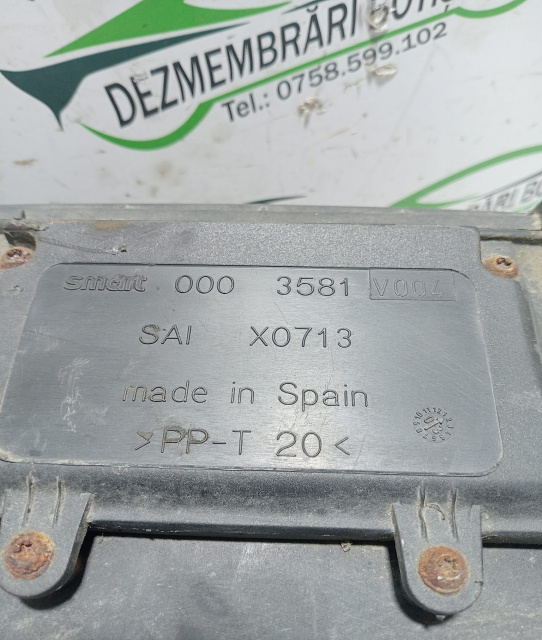 DEZMEMBRĂRI
Tel.: 0758.599.102
smart 000 3581 V004
SAI X0713
made in Spain
>PP-T 20<